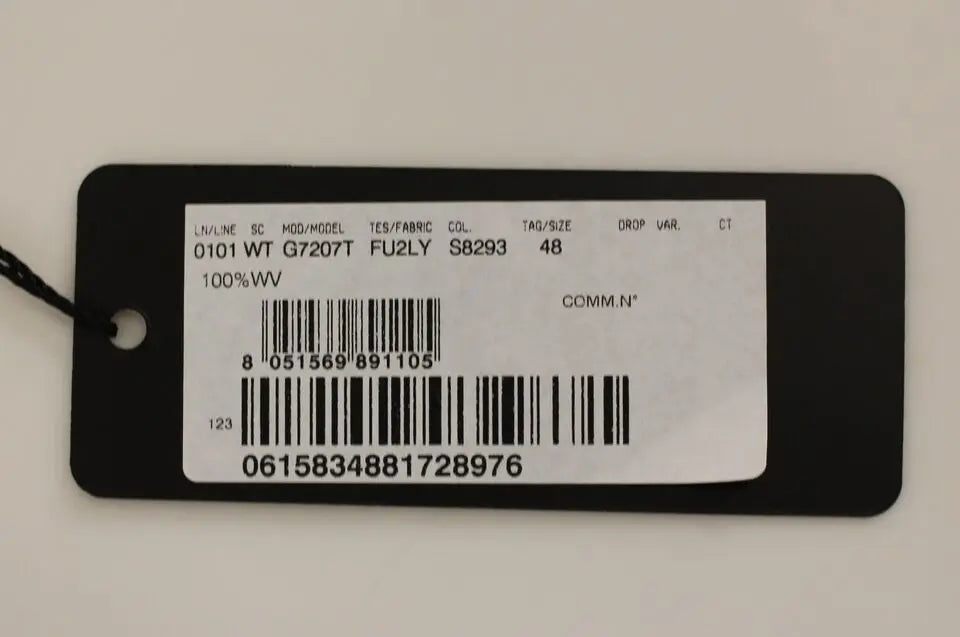 LN/LINE SC MOD/MODEL TES/FABRIC COL. TAG/SIZE DROP VAR. CT
0101 WT G7207T FU2LY S8293 48
100%WV
COMM.N°
8 051569 891105
123
0615834881728976